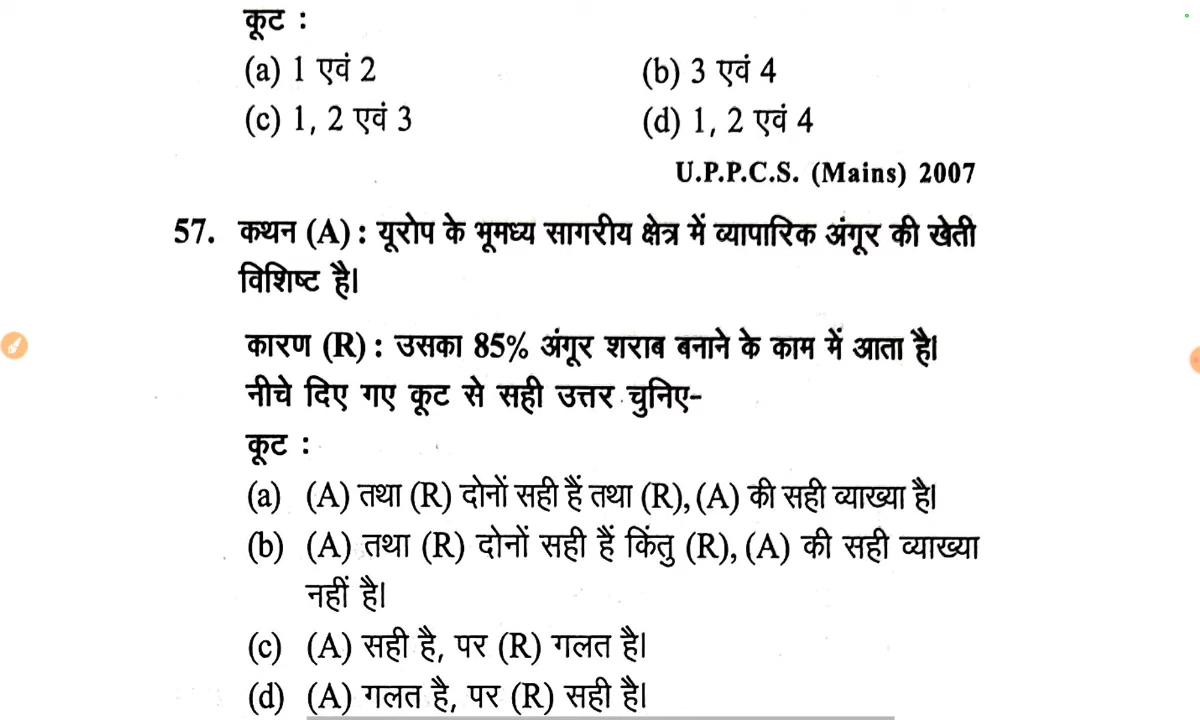 कूट :
(a) 1 एवं 2 (b) 3 एवं 4
(c) 1, 2 एवं 3 (d) 1, 2 एवं 4
U.P.P.C.S. (Mains) 2007
57. कथन (A) : यूरोप के भूमध्य सागरीय क्षेत्र में व्यापारिक अंगूर की खेती
विशिष्ट है।
कारण (R) : उसका 85% अंगूर शराब बनाने के काम में आता है।
नीचे दिए गए कूट से सही उत्तर चुनिए-
कूट :
(a) (A) तथा (R) दोनों सही हैं तथा (R), (A) की सही व्याख्या है।
(b) (A) तथा (R) दोनों सही हैं किंतु (R), (A) की सही व्याख्या
नहीं है।
(c) (A) सही है, पर (R) गलत है।
(d) (A) गलत है, पर (R) सही है।